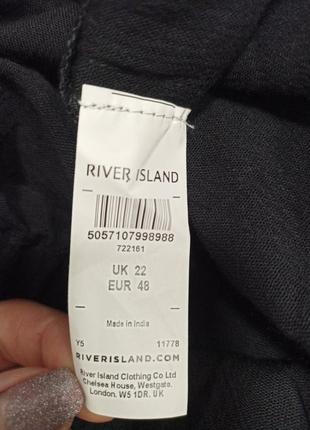 RIVER ISLAND
5057107998988
722161
UK 22
EUR 48
Made in India
Y5 11778
RIVERISLAND.COM
River Island Clothing Co Ltd
Chelsea House, Westgate,
London. W5 1DR. UK